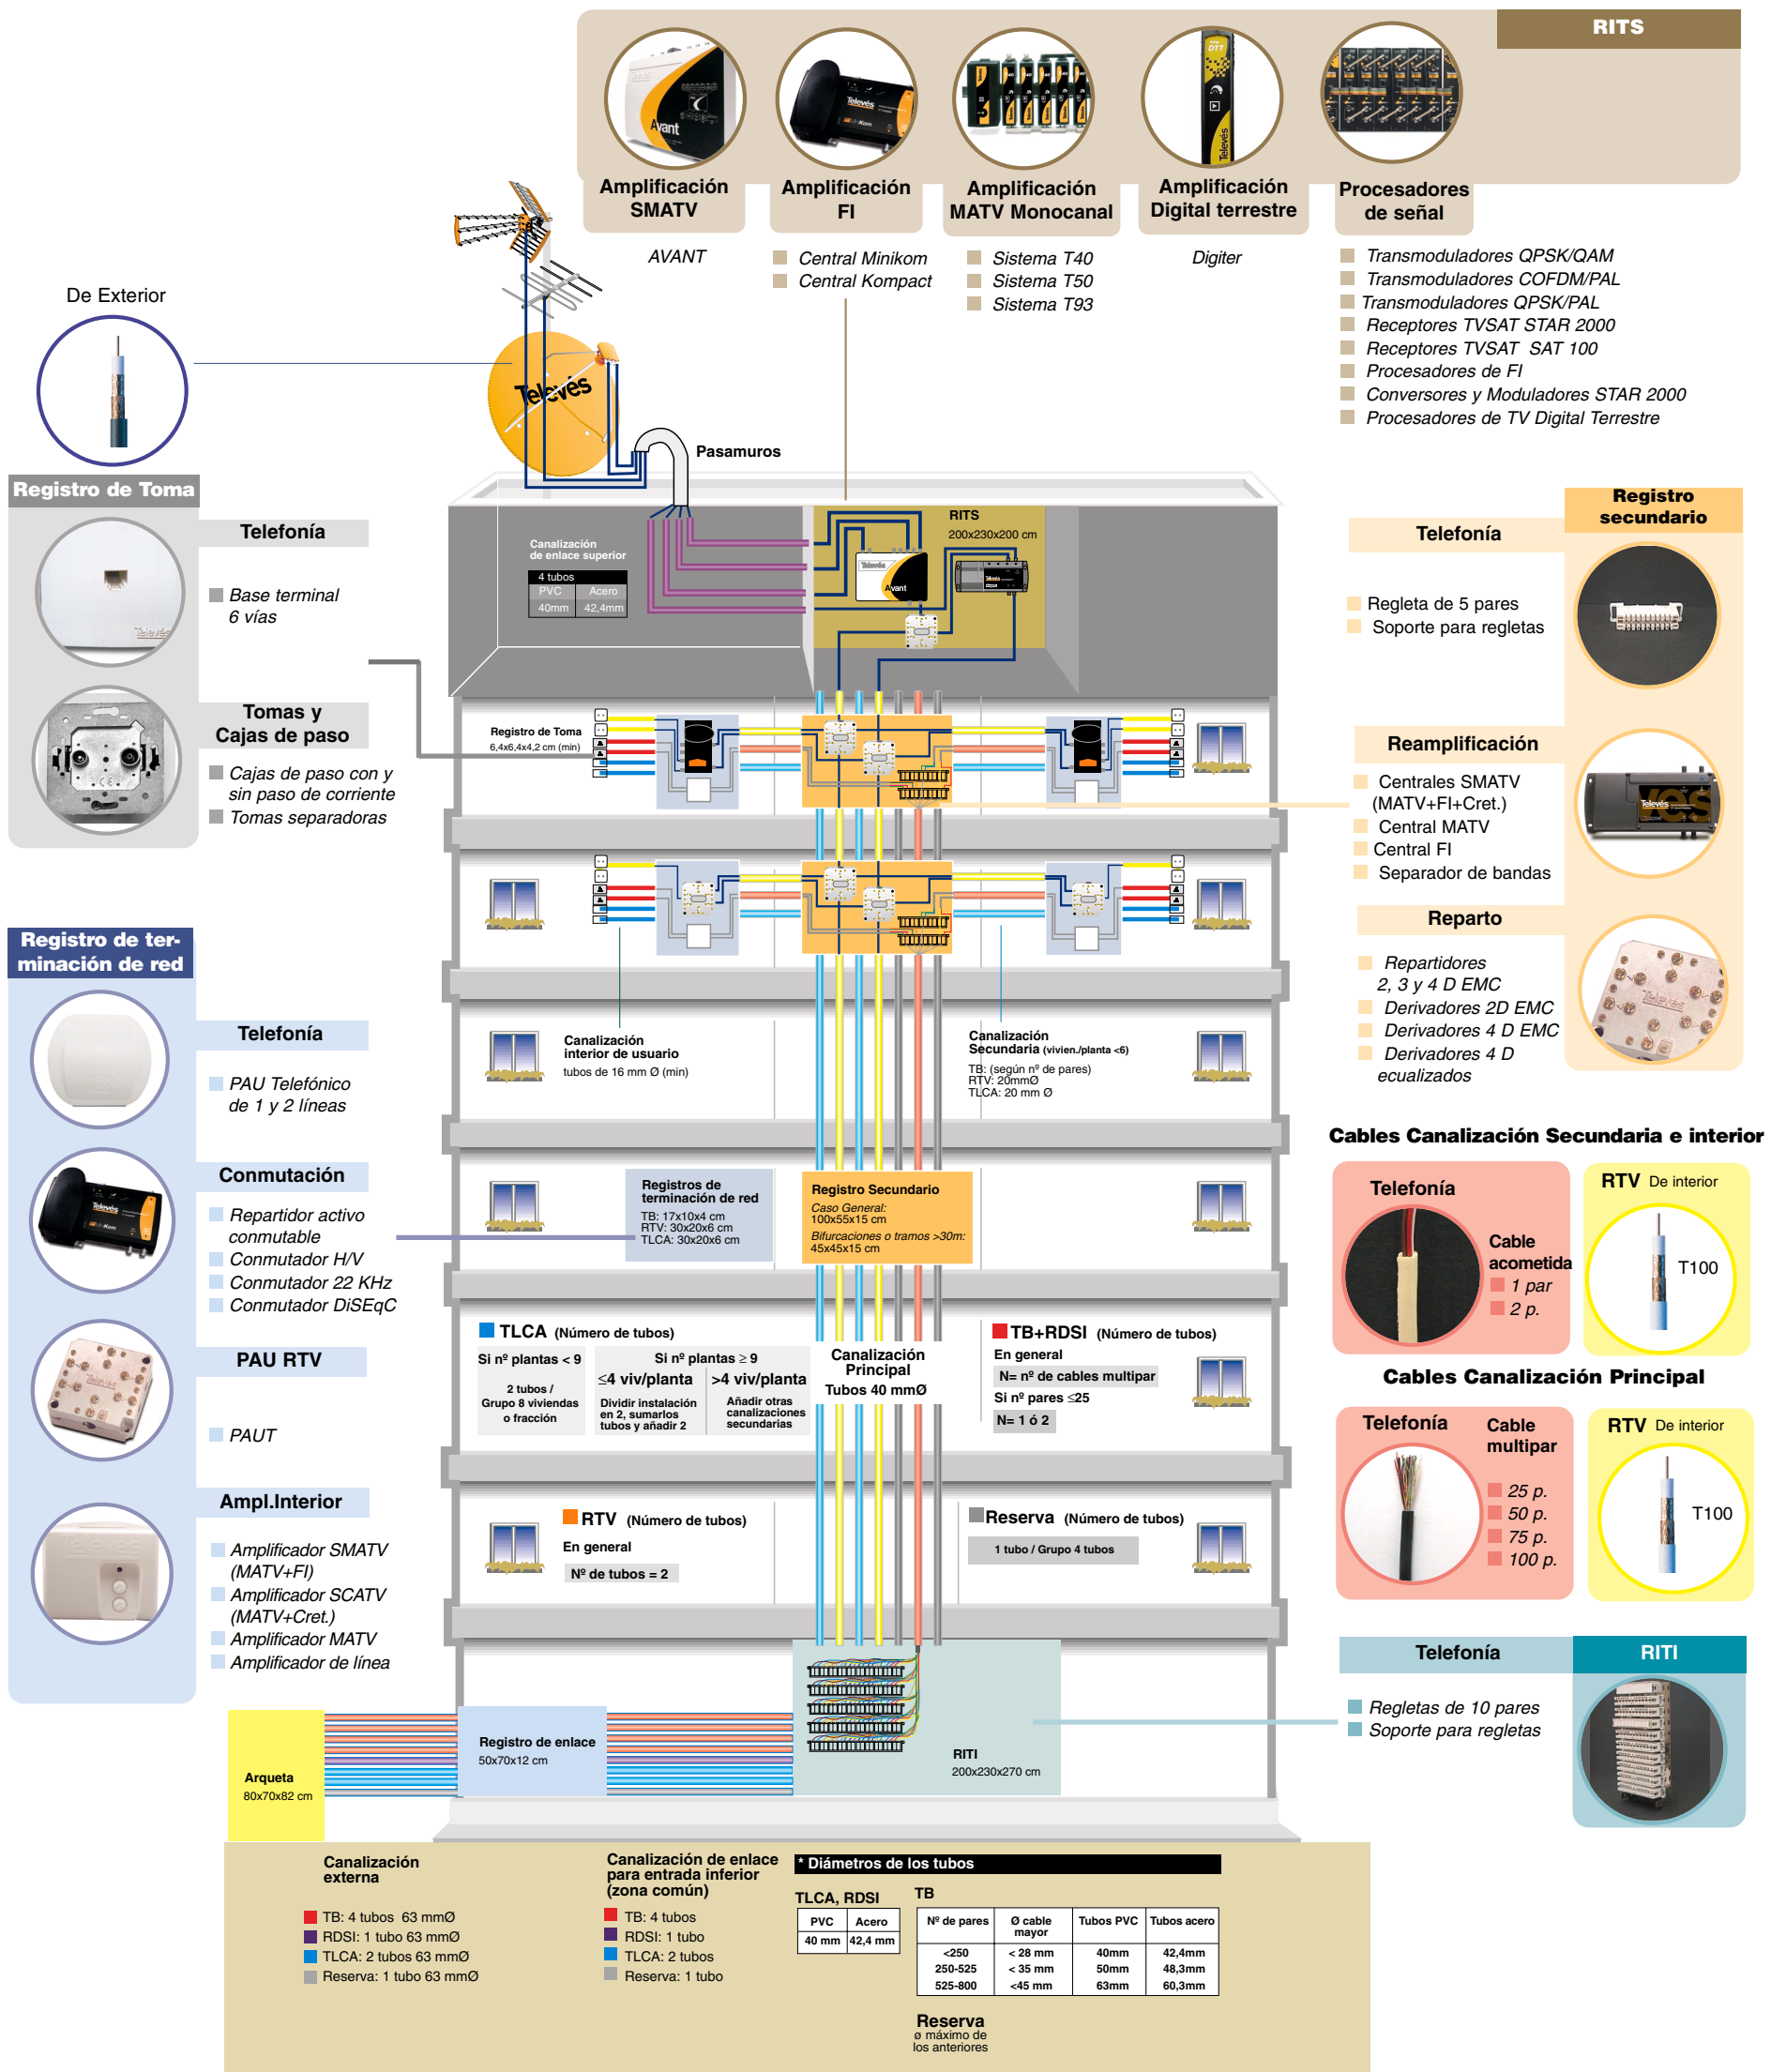 RITS
Amplificación
SMATV
AVANT
Amplificación
FI
Central Minikom
Central Kompact
Amplificación
MATV Monocanal
Sistema T40
Sistema T50
Sistema T93
Amplificación
Digital terrestre
Digiter
Procesadores
de señal
Transmoduladores QPSK/QAM
Transmoduladores COFDM/PAL
Transmoduladores QPSK/PAL
Receptores TVSAT STAR 2000
Receptores TVSAT SAT 100
Procesadores de FI
Conversores y Moduladores STAR 2000
Procesadores de TV Digital Terrestre
De Exterior
Televés
Pasamuros
Registro de Toma
Telefonía
Base terminal
6 vías
Tomas y
Cajas de paso
Cajas de paso con y
sin paso de corriente
Tomas separadoras
Registro de ter-
minación de red
Telefonía
PAU Telefónico
de 1 y 2 líneas
Conmutación
Repartidor activo
conmutable
Conmutador H/V
Conmutador 22 KHz
Conmutador DiSEqC
PAU RTV
PAUT
Ampl.Interior
Amplificador SMATV
(MATV+FI)
Amplificador SCATV
(MATV+Cret.)
Amplificador MATV
Amplificador de línea
Canalización
de enlace superior
4 tubos
PVC Acero
40mm 42,4mm
RITS
200x230x200 cm
Televés
Avant
Registro de Toma
6,4x6,4x4,2 cm (min)
Canalización
interior de usuario
tubos de 16 mm Ø (min)
Canalización
Secundaria (vivien./planta <6)
TB: (según nº de pares)
RTV: 20mmØ
TLCA: 20 mm Ø
Registros de
terminación de red
TB: 17x10x4 cm
RTV: 30x20x6 cm
TLCA: 30x20x6 cm
Registro Secundario
Caso General:
100x55x15 cm
Bifurcaciones o tramos >30m:
45x45x15 cm
TLCA (Número de tubos)
Si nº plantas < 9
2 tubos /
Grupo 8 viviendas
o fracción
Si nº plantas ≥ 9
≤4 viv/planta
Dividir instalación
en 2, sumarlos
tubos y añadir 2
>4 viv/planta
Añadir otras
canalizaciones
secundarias
Canalización
Principal
Tubos 40 mmØ
TB+RDSI (Número de tubos)
En general
N= nº de cables multipar
Si nº pares ≤25
N= 1 ó 2
RTV (Número de tubos)
En general
Nº de tubos = 2
Reserva (Número de tubos)
1 tubo / Grupo 4 tubos
RITI
200x230x270 cm
Registro de enlace
50x70x12 cm
Arqueta
80x70x82 cm
Registro
secundario
Telefonía
Regleta de 5 pares
Soporte para regletas
Reamplificación
Centrales SMATV
(MATV+FI+Cret.)
Central MATV
Central FI
Separador de bandas
Reparto
Repartidores
2, 3 y 4 D EMC
Derivadores 2D EMC
Derivadores 4 D EMC
Derivadores 4 D
ecualizados
Cables Canalización Secundaria e interior
Telefonía
Cable
acometida
1 par
2 p.
RTV De interior
T100
Cables Canalización Principal
Telefonía
Cable
multipar
25 p.
50 p.
75 p.
100 p.
RTV De interior
T100
Telefonía
RITI
Regletas de 10 pares
Soporte para regletas
Canalización
externa
TB: 4 tubos 63 mmØ
RDSI: 1 tubo 63 mmØ
TLCA: 2 tubos 63 mmØ
Reserva: 1 tubo 63 mmØ
Canalización de enlace
para entrada inferior
(zona común)
TB: 4 tubos
RDSI: 1 tubo
TLCA: 2 tubos
Reserva: 1 tubo
* Diámetros de los tubos
TLCA, RDSI
PVC Acero
40 mm 42,4 mm
TB
Nº de pares Ø cable mayor Tubos PVC Tubos acero
<250 < 28 mm 40mm 42,4mm
250-525 < 35 mm 50mm 48,3mm
525-800 <45 mm 63mm 60,3mm
Reserva
ø máximo de
los anteriores